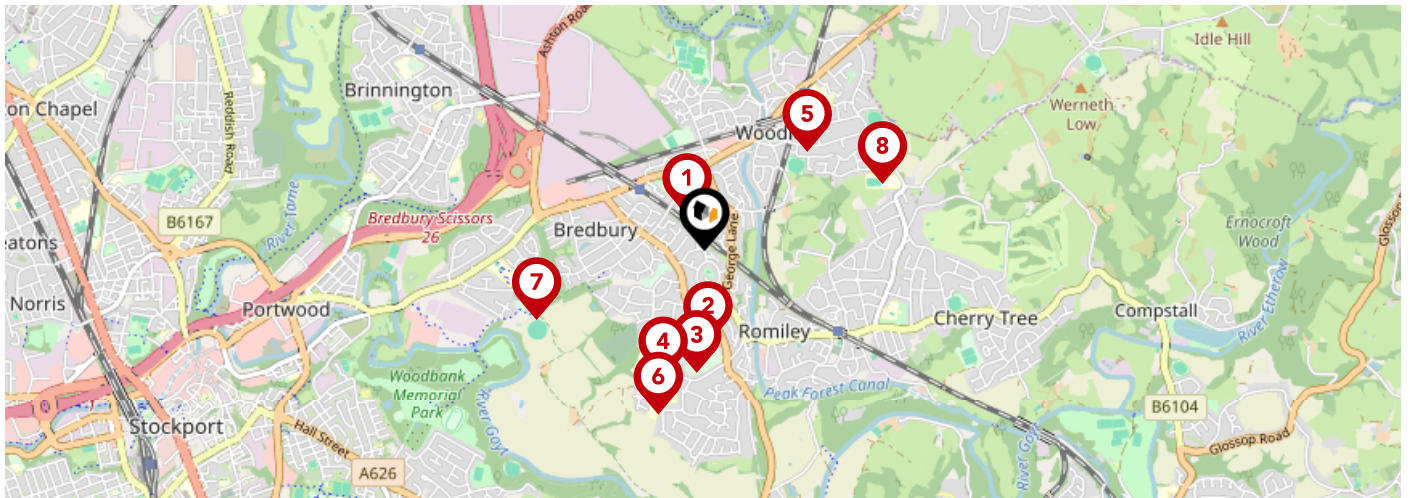 Ashton Road
Idle Hill
Brinnington
on Chapel
Werneth
Low
5
Woodl
Reddish Road
8
1
River Tame
B6167
Bredbury Scissors
26
Bredbury
George Lane
Ernocroft
Wood
Glossop
eatons
7
Norris
Portwood
2
Compstall
River Etherow
Cherry Tree
Romiley
3
4
6
Woodbank
Memorial
Park
Peak Forest Canal
River Goyt
B6104
Stockport
Hall Street
Glossop Road
A626
River Goy